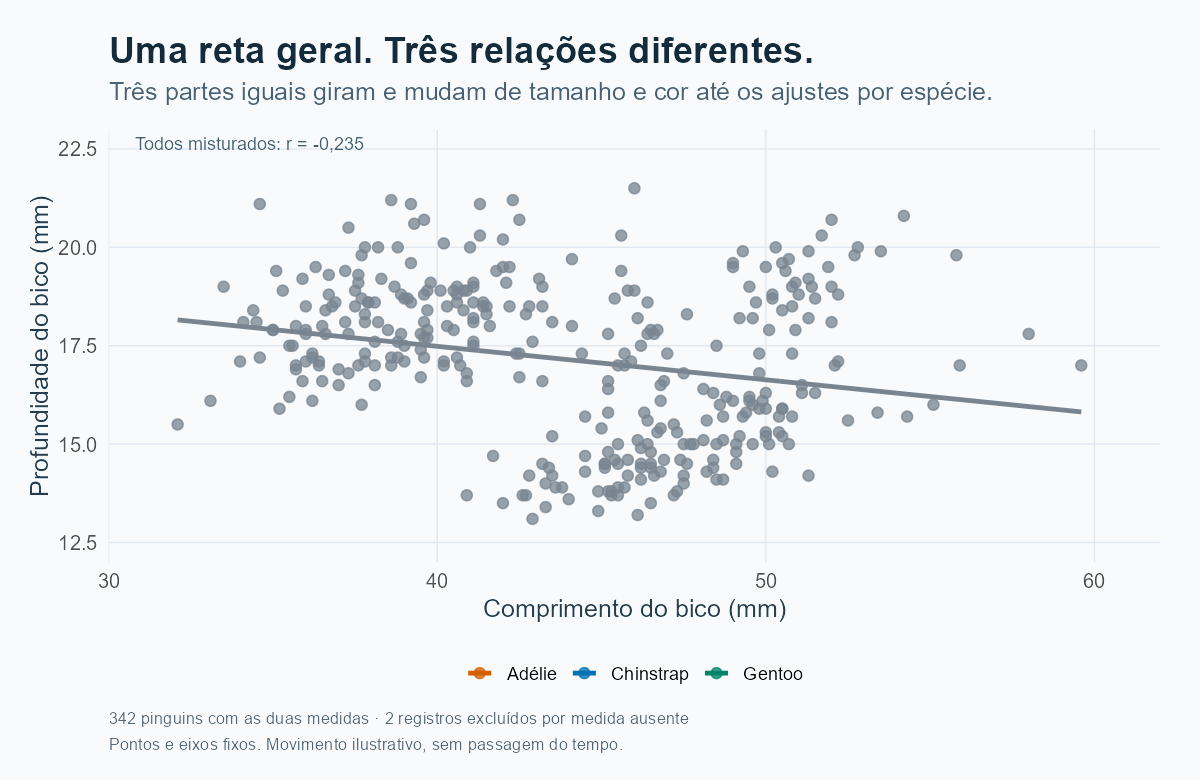 Uma reta geral. Três relações diferentes.
Três partes iguais giram e mudam de tamanho e cor até os ajustes por espécie.
Todos misturados: r = -0,235
22.5
20.0
17.5
15.0
12.5
Profundidade do bico (mm)
30 40 50 60
Comprimento do bico (mm)
Adélie Chinstrap Gentoo
342 pinguins com as duas medidas · 2 registros excluídos por medida ausente
Pontos e eixos fixos. Movimento ilustrativo, sem passagem do tempo.